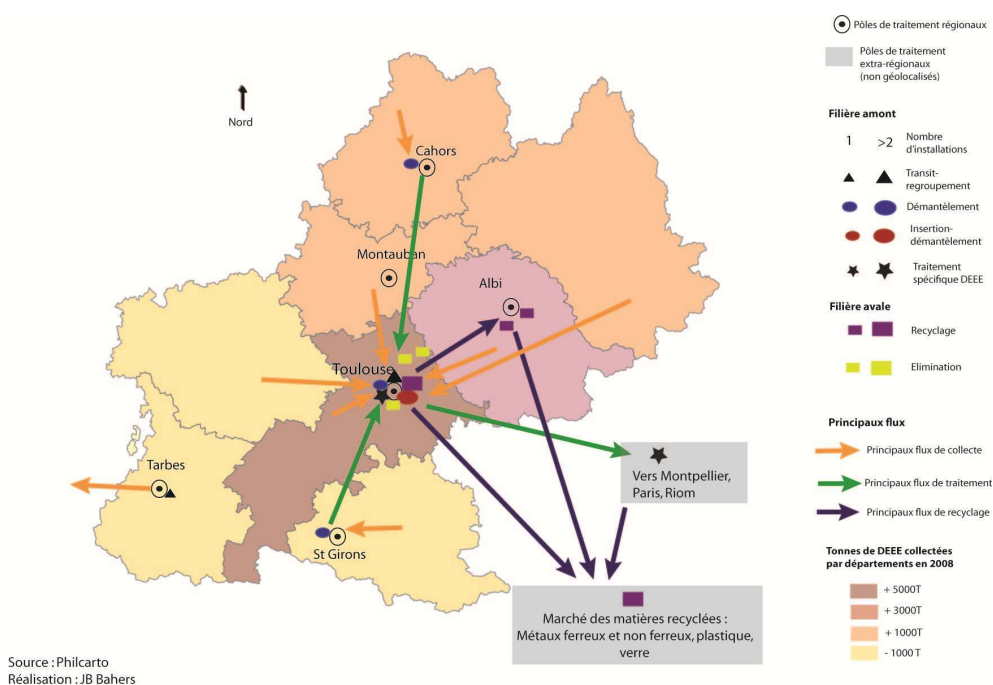 Nord
Cahors
Montauban
Albi
Toulouse
Tarbes
St Girons
Vers Montpellier,
Paris, Riom
Marché des matières recyclées :
Métaux ferreux et non ferreux, plastique,
verre
Source : Philcarto
Réalisation : JB Bahers
Pôles de traitement régionaux
Pôles de traitement
extra-régionaux
(non géolocalisés)
Filière amont
1 >2 Nombre
d'installations
Transit-
regroupement
Démantèlement
Insertion-
démantèlement
Traitement
spécifique DEEE
Filière avale
Recyclage
Elimination
Principaux flux
Principaux flux de collecte
Principaux flux de traitement
Principaux flux de recyclage
Tonnes de DEEE collectées
par départements en 2008
+ 5000T
+ 3000T
+ 1000T
- 1000 T